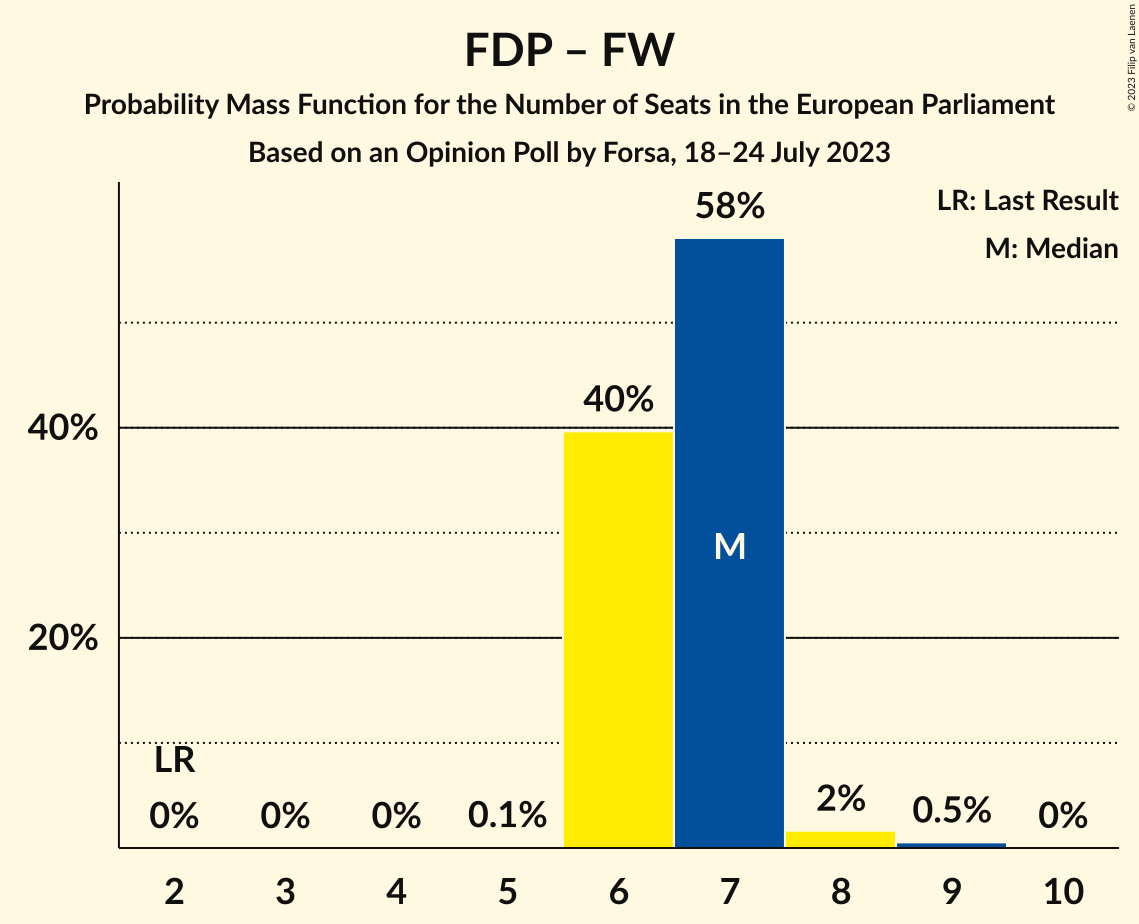 FDP – FW
Probability Mass Function for the Number of Seats in the European Parliament
Based on an Opinion Poll by Forsa, 18–24 July 2023
© 2023 Filip van Laenen
LR: Last Result
M: Median
58%
40%
40%
M
20%
LR
0% 0% 0% 0.1% 2% 0.5% 0%
2 3 4 5 6 7 8 9 10